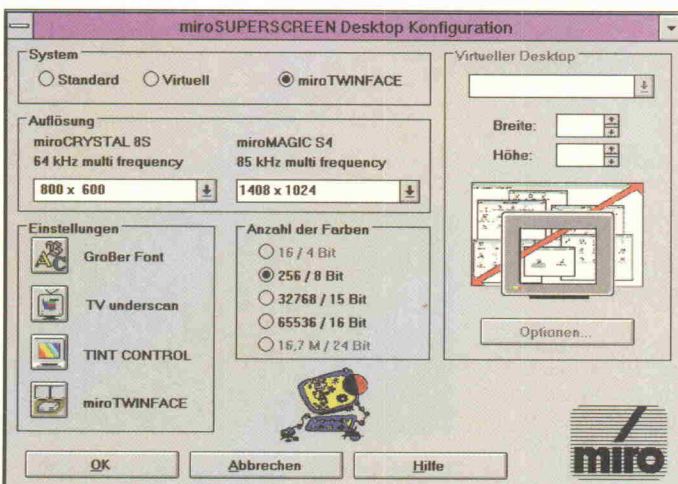 miroSUPERSCREEN Desktop Konfiguration
System
Standard
Virtuell
miroTWINFACE
Auflösung
miroCRYSTAL 8S
64 kHz multi frequency
800 x 600
miroMAGIC S4
85 kHz multi frequency
1408 x 1024
Einstellungen
Großer Font
TV underscan
TINT CONTROL
miroTWINFACE
Anzahl der Farben
16 / 4 Bit
256 / 8 Bit
32768 / 15 Bit
65536 / 16 Bit
16,7 M / 24 Bit
Virtueller Desktop
Breite:
Höhe:
Optionen...
OK
Abbrechen
Hilfe
miro